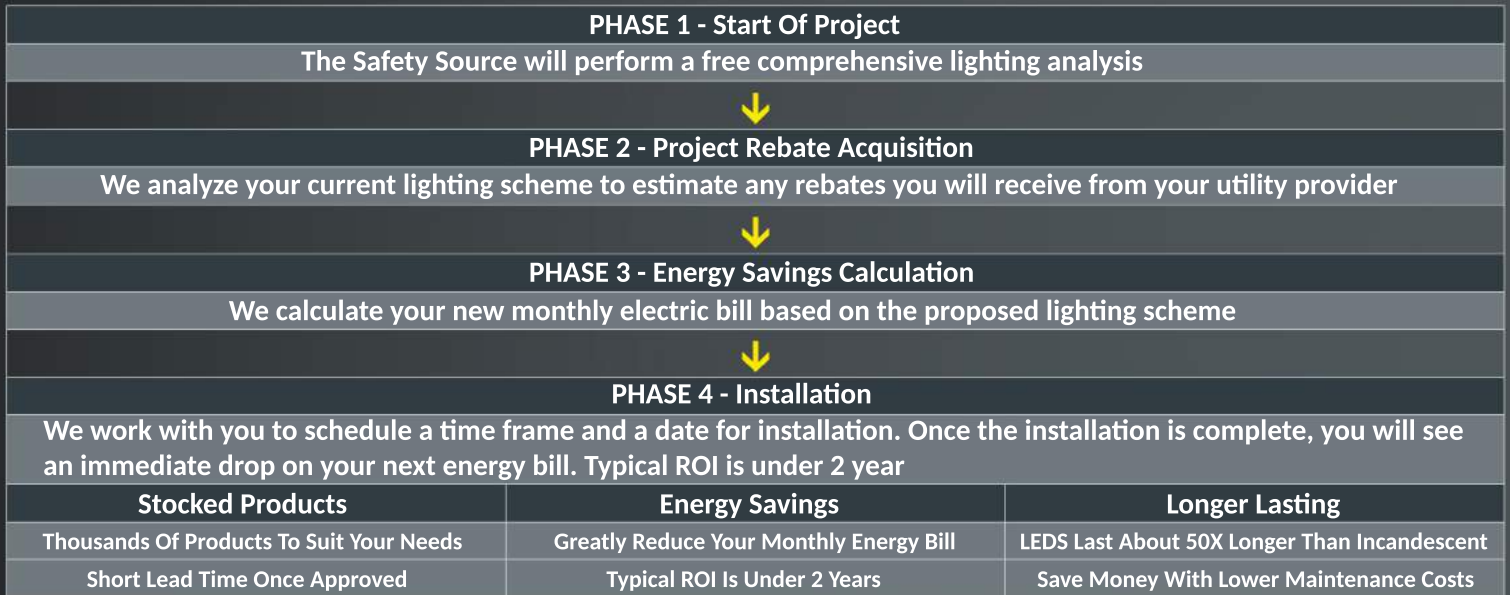 PHASE 1 - Start Of Project
The Safety Source will perform a free comprehensive lighting analysis
PHASE 2 - Project Rebate Acquisition
We analyze your current lighting scheme to estimate any rebates you will receive from your utility provider
PHASE 3 - Energy Savings Calculation
We calculate your new monthly electric bill based on the proposed lighting scheme
PHASE 4 - Installation
We work with you to schedule a time frame and a date for installation. Once the installation is complete, you will see
an immediate drop on your next energy bill. Typical ROI is under 2 year
Stocked Products
Energy Savings
Longer Lasting
Thousands Of Products To Suit Your Needs
Greatly Reduce Your Monthly Energy Bill
LEDS Last About 50X Longer Than Incandescent
Short Lead Time Once Approved
Typical ROI Is Under 2 Years
Save Money With Lower Maintenance Costs